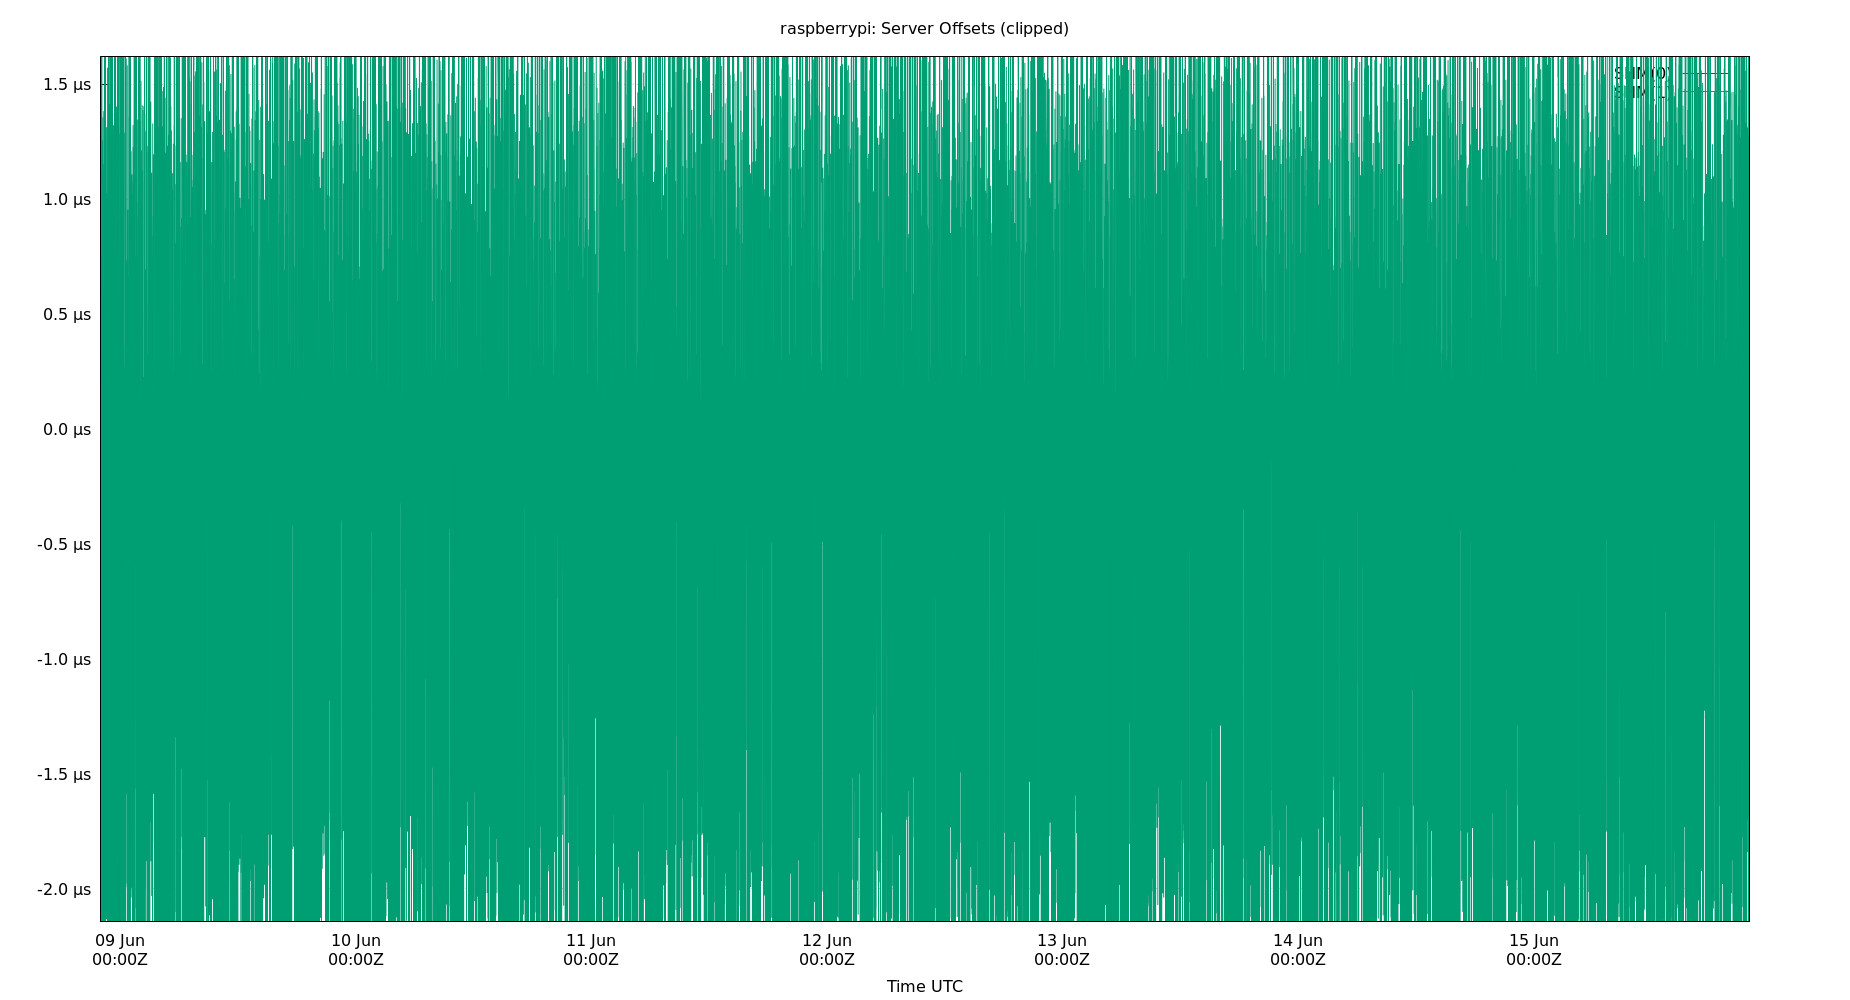 raspberrypi: Server Offsets (clipped)
1.5 µs
1.0 µs
0.5 µs
0.0 µs
-0.5 µs
-1.0 µs
-1.5 µs
-2.0 µs
SHM(0)
09 Jun 10 Jun 11 Jun 12 Jun 13 Jun 14 Jun 15 Jun
00:00Z 00:00Z 00:00Z 00:00Z 00:00Z 00:00Z 00:00Z
Time UTC